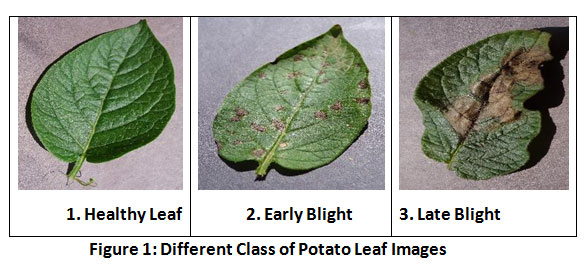 1. Healthy Leaf
2. Early Blight
3. Late Blight
Figure 1: Different Class of Potato Leaf Images